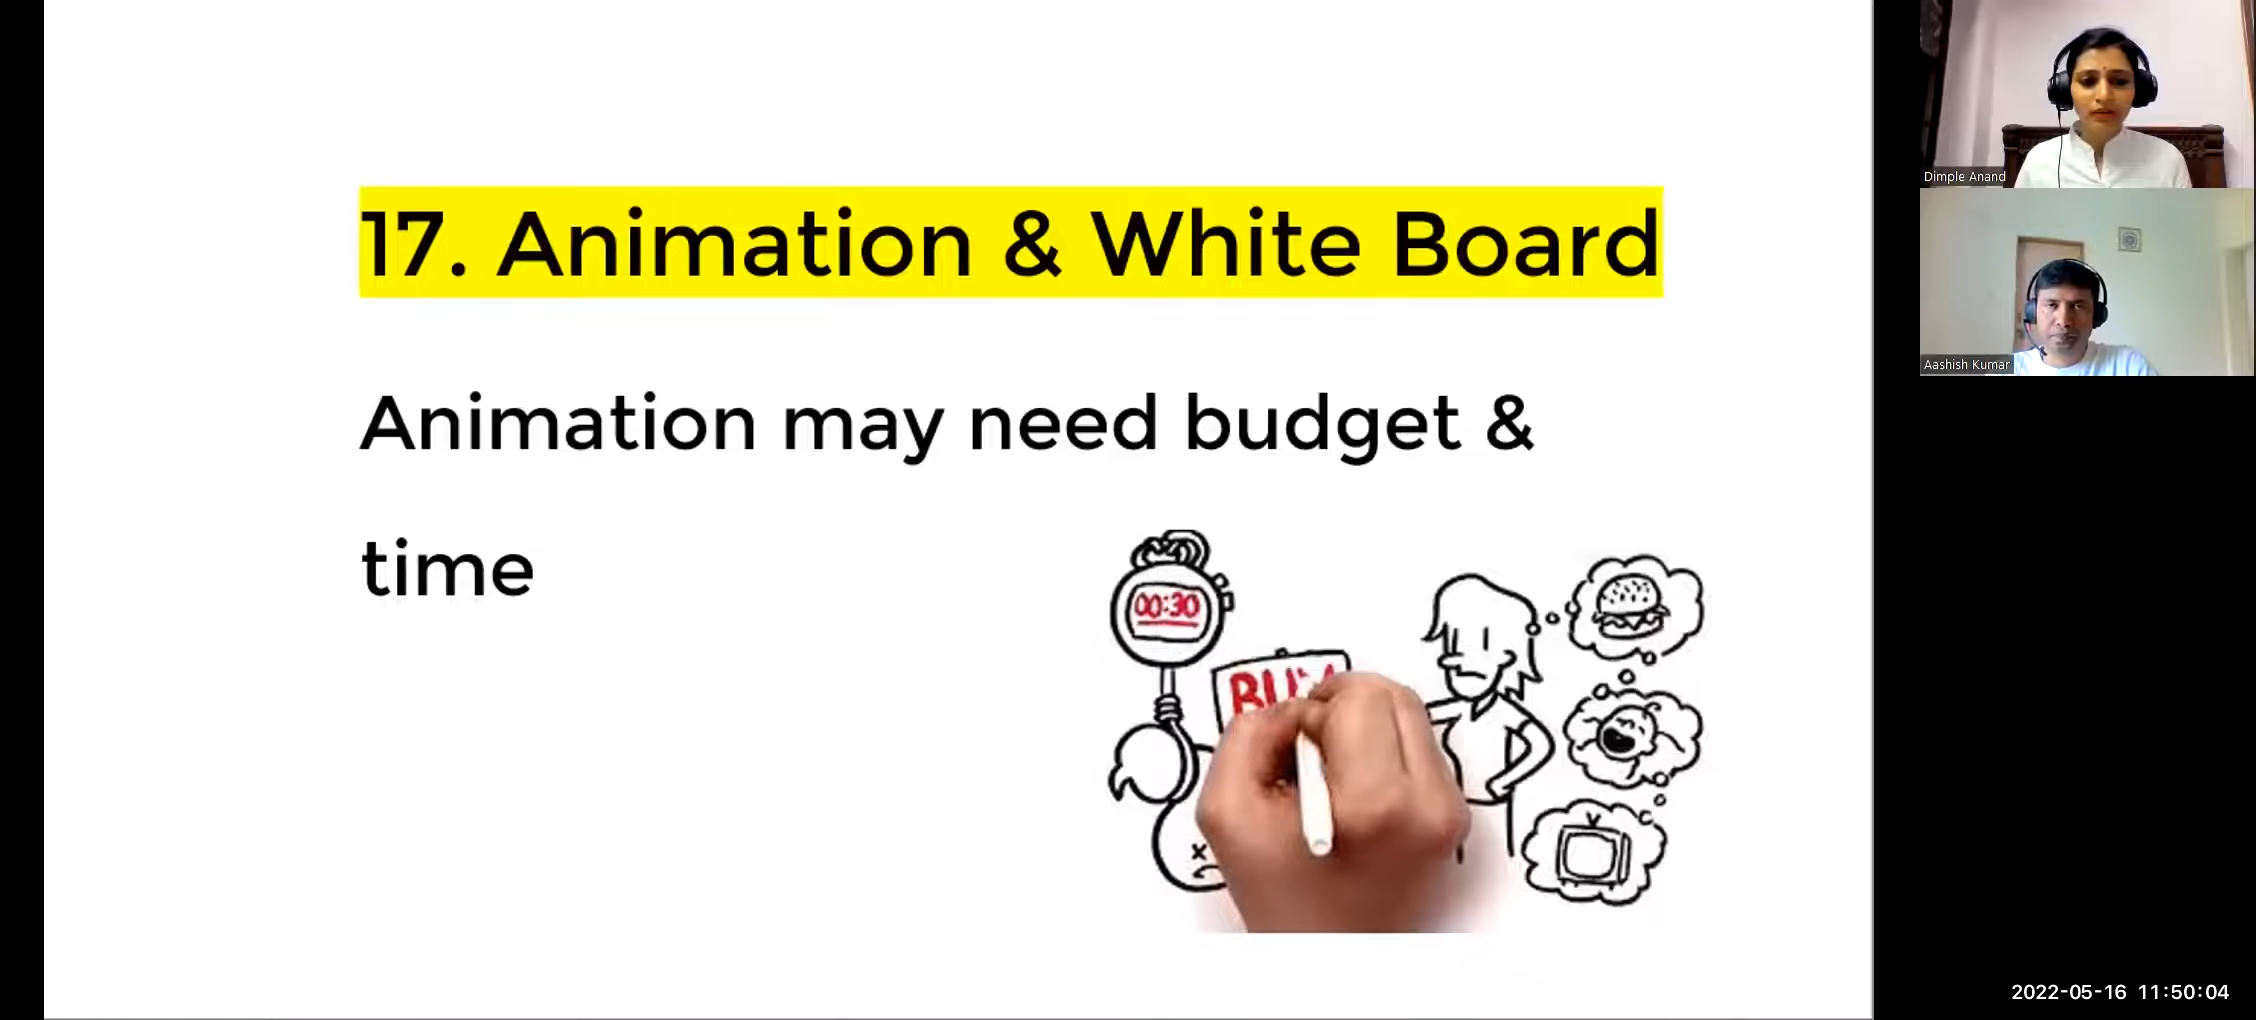 17. Animation & White Board
Animation may need budget &
time
00:30
Dimple Anand
Aashish Kumar
2022-05-16 11:50:04